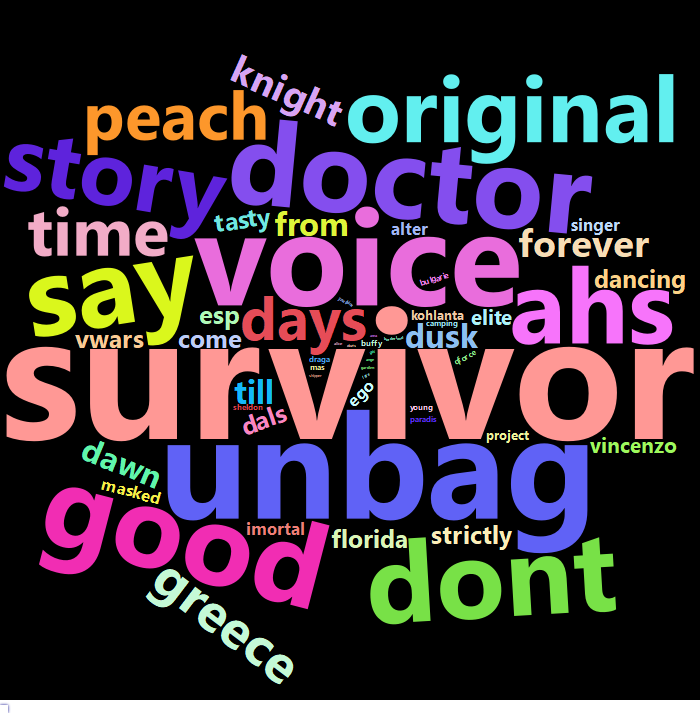 knight
original
peach
doctor
story
tasty
from
alter
singer
time
voice
forever
say
bulgarie
dancing
ahs
esp
days
kohlanta
elite
camping
vwars
come
dusk
buffy
survivor
draga
mas
qforce
till
ego
sheldon
dals
young
paradis
project
vincenzo
unbag
dawn
masked
good
imortal
florida
strictly
dont
greece